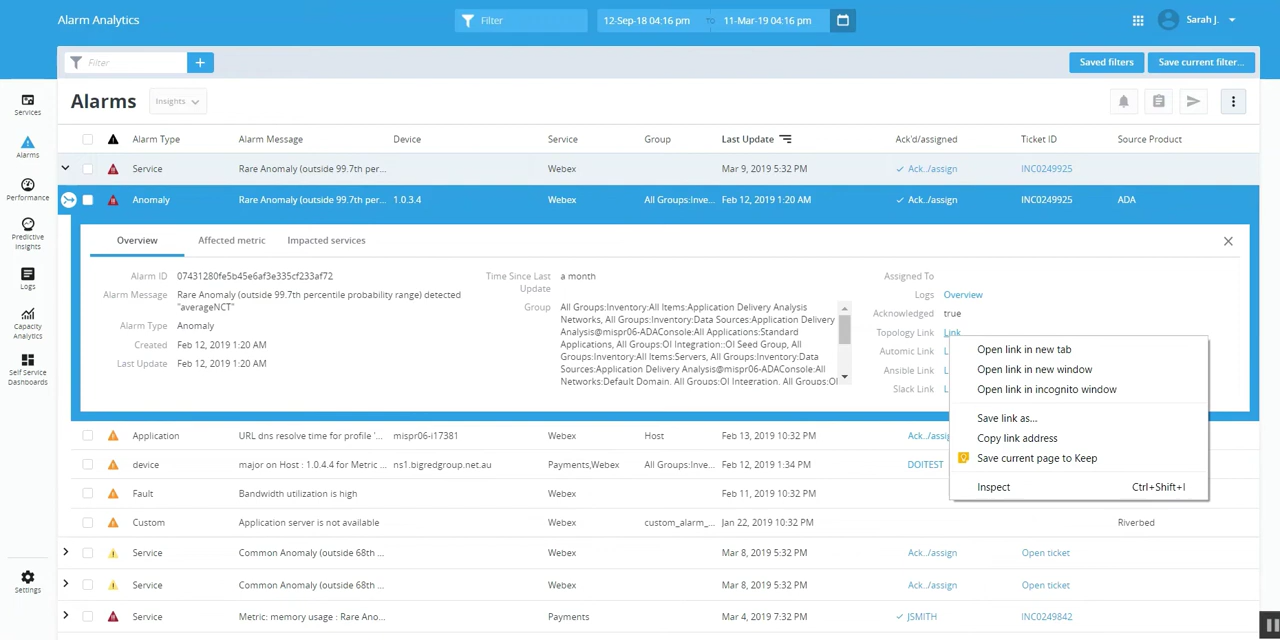 Alarm Analytics
Filter
12-Sep-18 04:16 pm TO 11-Mar-19 04:16 pm
Sarah J.
Filter
+
Saved filters
Save current filter...
Alarms
Insights
Services
Alarms
Performance
Predictive
Insights
Logs
Capacity
Analytics
Self Service
Dashboards
Settings
Alarm Type Alarm Message Device Service Group Last Update Ack'd/assigned Ticket ID Source Product
Service Rare Anomaly (outside 99.7th per... Webex Mar 9, 2019 5:32 PM Ack../assign INC0249925
Anomaly Rare Anomaly (outside 99.7th per... 1.0.3.4 Webex All Groups:Inve... Feb 12, 2019 1:20 AM Ack../assign INC0249925 ADA
Overview Affected metric Impacted services
Alarm ID 07431280fe5b45e6af3e335cf233af72
Alarm Message Rare Anomaly (outside 99.7th percentile probability range) detected
"averageNCT"
Alarm Type Anomaly
Created Feb 12, 2019 1:20 AM
Last Update Feb 12, 2019 1:20 AM
Time Since Last
Update
a month
Group
All Groups:Inventory:All Items:Application Delivery Analysis
Networks, All Groups:Inventory:Data Sources:Application Delivery
Analysis@mispr06-ADAConsole:All Applications:Standard
Applications, All Groups:OI Integration::OI Seed Group, All
Groups:Inventory:All Items:Servers, All Groups:Inventory:Data
Sources:Application Delivery Analysis@mispr06-ADAConsole:All
Networks:Default Domain, All Groups:OI Integration, All Groups:OI
Assigned To
Logs Overview
Acknowledged true
Topology Link Link
Automic Link L
Ansible Link L
Slack Link L
Open link in new tab
Open link in new window
Open link in incognito window
Save link as...
Copy link address
Save current page to Keep
Inspect Ctrl+Shift+I
Application URL dns resolve time for profile '... mispr06-i17381 Webex Host Feb 13, 2019 10:32 PM Ack../assig
device major on Host : 1.0.4.4 for Metric ... ns1.bigredgroup.net.au Payments,Webex All Groups:Inve... Feb 12, 2019 1:34 PM DOITEST
Fault Bandwidth utilization is high Webex Feb 11, 2019 10:32 PM
Custom Application server is not available Webex custom_alarm_... Jan 22, 2019 10:32 PM Riverbed
Service Common Anomaly (outside 68th ... Webex Mar 8, 2019 5:32 PM Ack../assign Open ticket
Service Common Anomaly (outside 68th ... Webex Mar 8, 2019 5:32 PM Ack../assign Open ticket
Service Metric: memory usage : Rare Ano... Payments Mar 4, 2019 7:32 PM JSMITH INC0249842